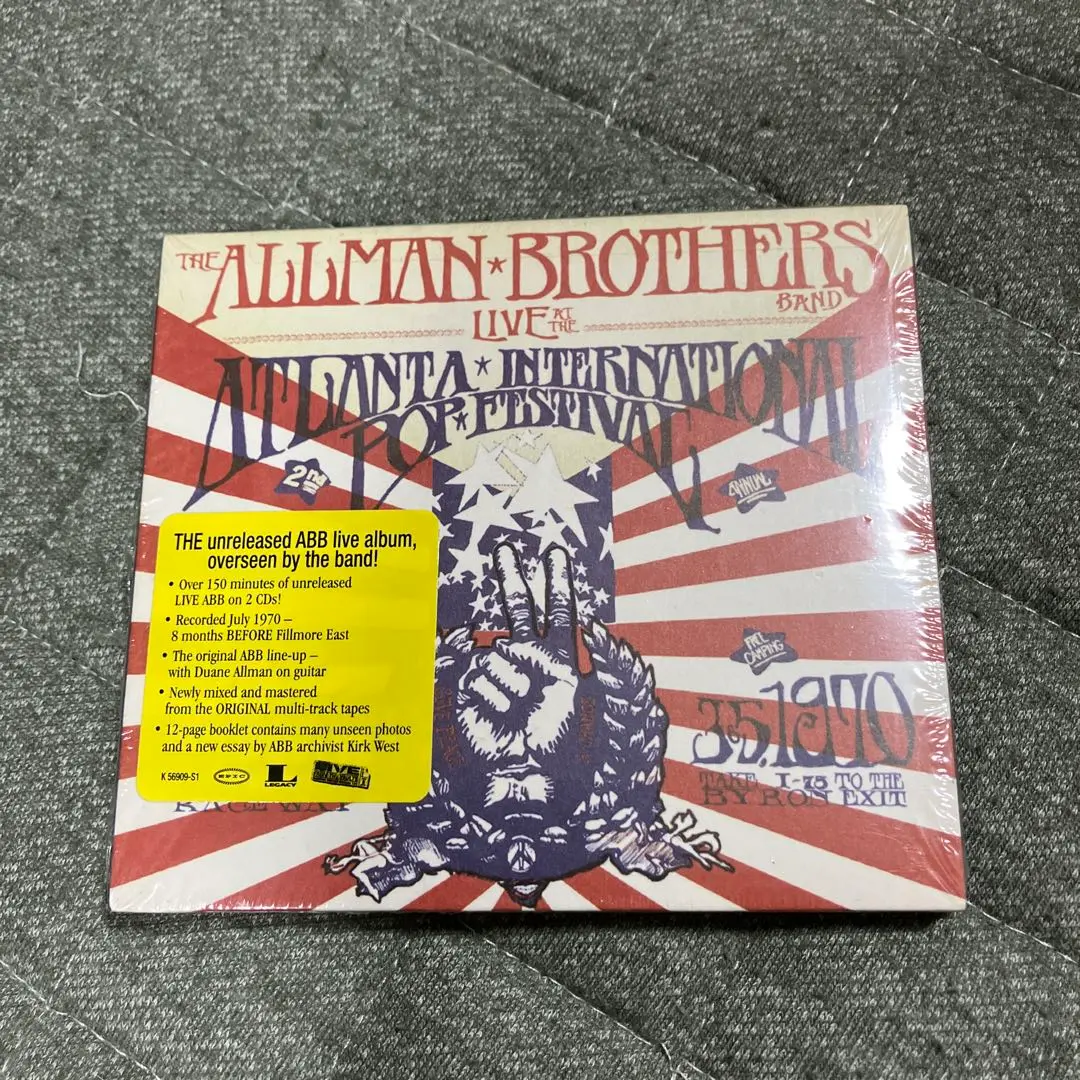 THE ALLMAN★BROTHERS
BAND
LIVE AT THE
ATLANTA★INTERNATIONAL
POP★FESTIVAL
2nd
ANNUAL
THE unreleased ABB live album,
overseen by the band!
• Over 150 minutes of unreleased
LIVE ABB on 2 CDs!
• Recorded July 1970 –
8 months BEFORE Fillmore East
• The original ABB line-up –
with Duane Allman on guitar
• Newly mixed and mastered
from the ORIGINAL multi-track tapes
• 12-page booklet contains many unseen photos
and a new essay by ABB archivist Kirk West
K 56909-S1
EPIC
L
LEGACY
FREE
CAMPING
3.5.1970
TAKE I-75 TO THE
BYRON EXIT
RACEWAY